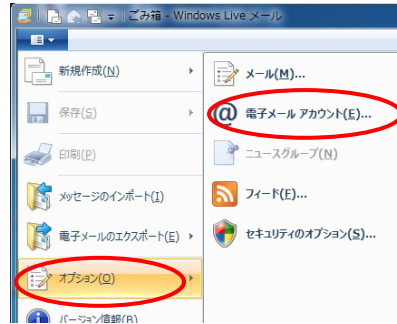 ごみ箱 - Windows Live メール
新規作成(N)
保存(S)
印刷(P)
メッセージのインポート(I)
電子メールのエクスポート(E)
オプション(O)
バージョン情報(B)
メール(M)...
電子メール アカウント(E)...
ニュースグループ(N)
フィード(F)...
セキュリティのオプション(S)...